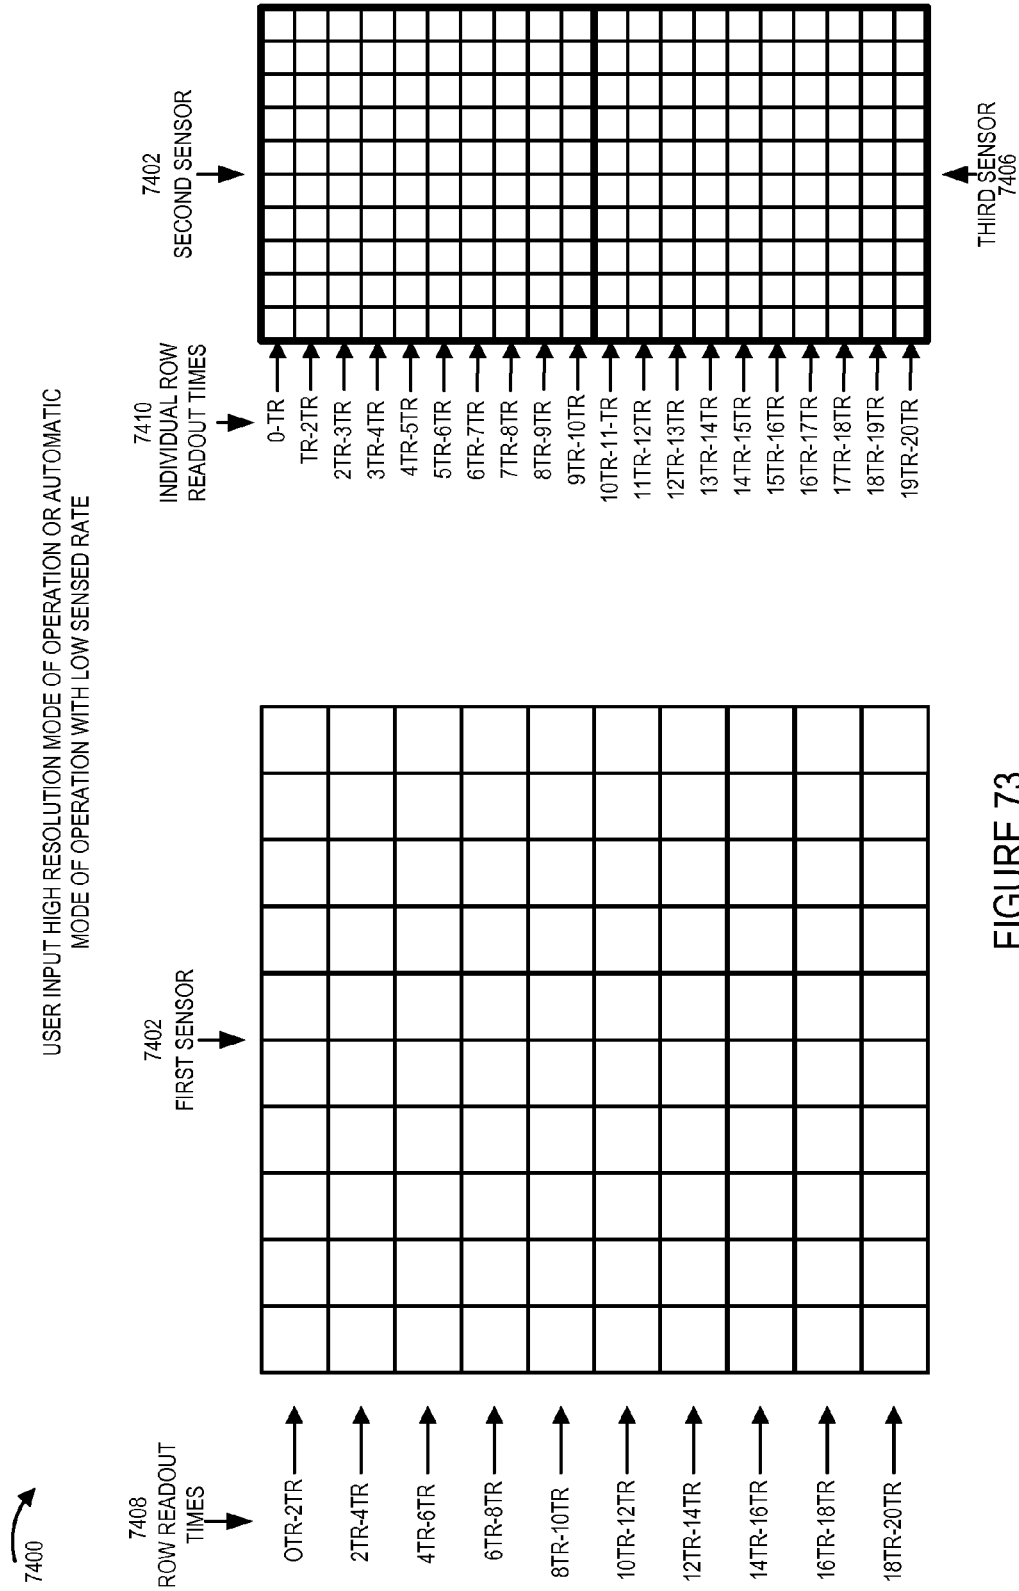 7400
USER INPUT HIGH RESOLUTION MODE OF OPERATION OR AUTOMATIC
MODE OF OPERATION WITH LOW SENSED RATE
7408
ROW READOUT
TIMES
OTR-2TR
2TR-4TR
4TR-6TR
6TR-8TR
8TR-10TR
10TR-12TR
12TR-14TR
14TR-16TR
16TR-18TR
18TR-20TR
7402
FIRST SENSOR
7410
INDIVIDUAL ROW
READOUT TIMES
0-TR
TR-2TR
2TR-3TR
3TR-4TR
4TR-5TR
5TR-6TR
6TR-7TR
7TR-8TR
8TR-9TR
9TR-10TR
10TR-11-TR
11TR-12TR
12TR-13TR
13TR-14TR
14TR-15TR
15TR-16TR
16TR-17TR
17TR-18TR
18TR-19TR
19TR-20TR
7402
SECOND SENSOR
THIRD SENSOR
7406
FIGURE 73